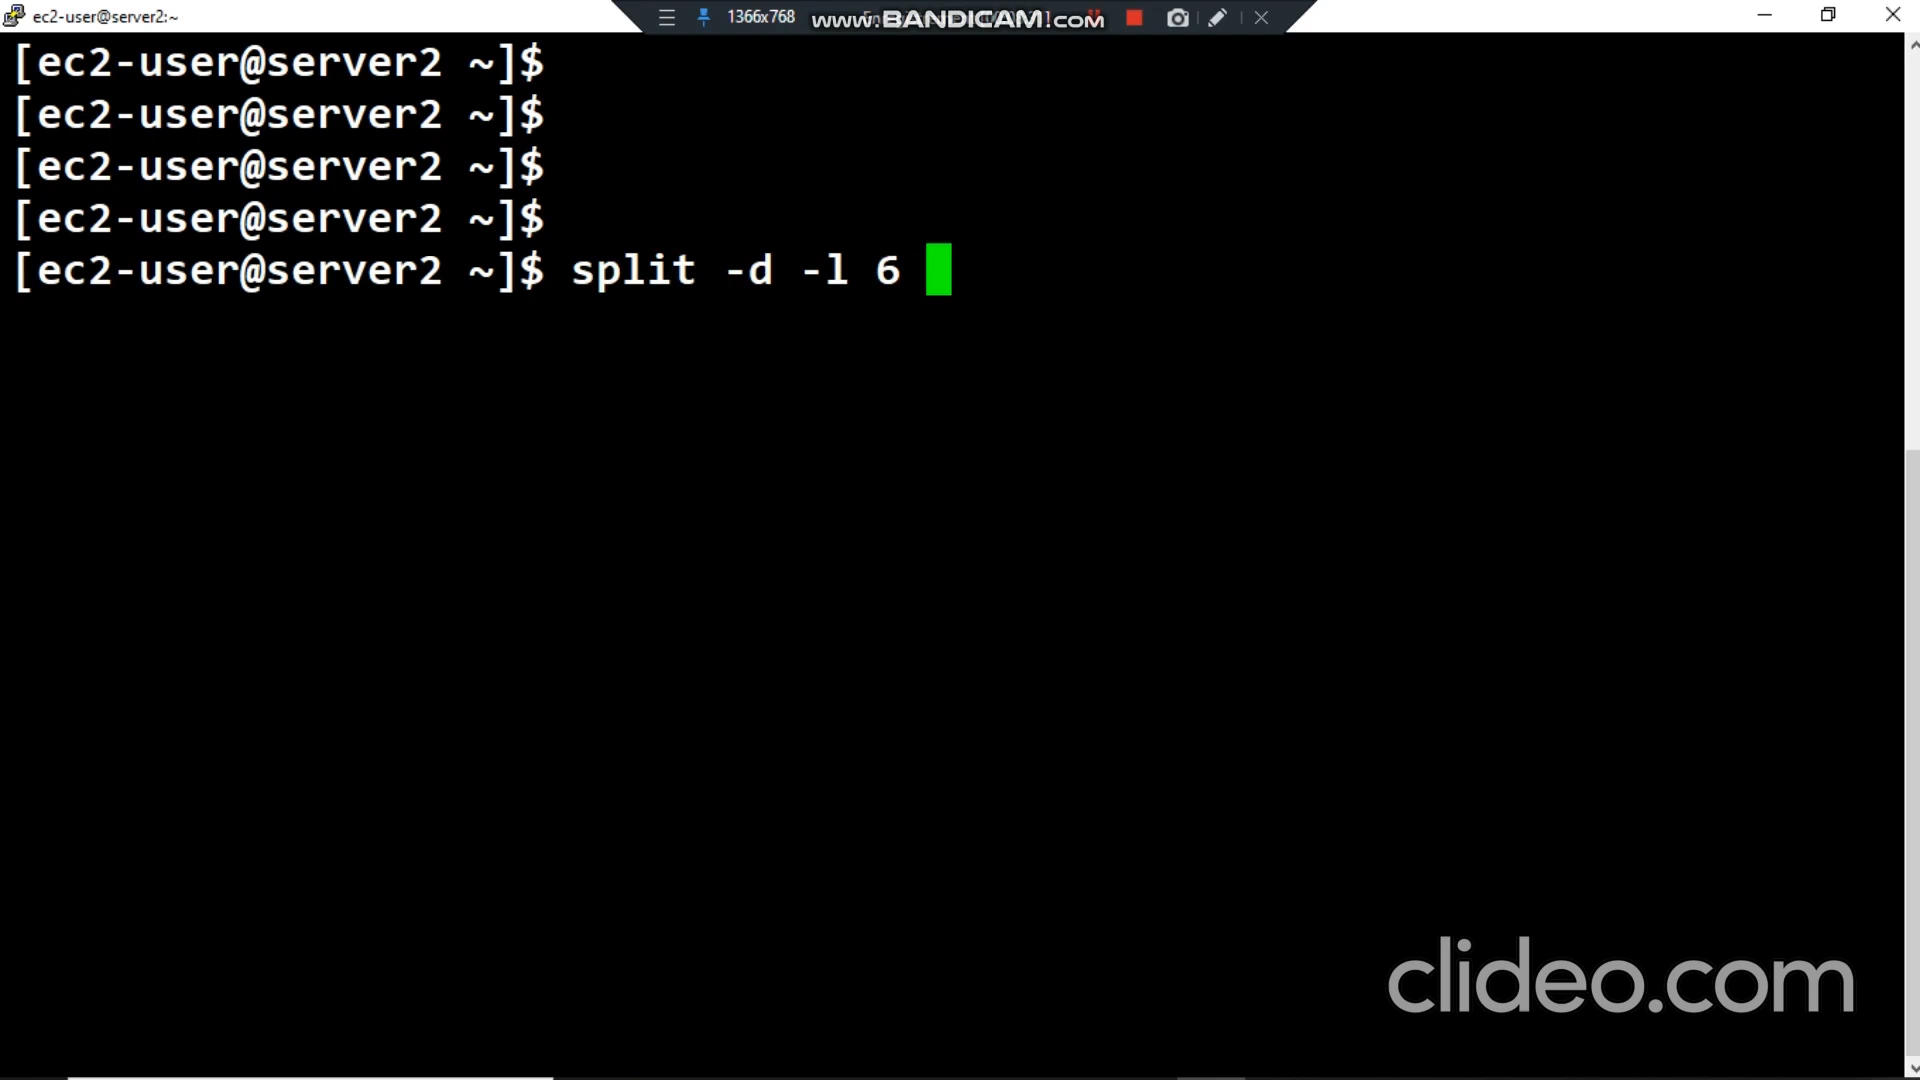 ec2-user@server2:~
1366x768
www.BANDICAM.com
[ec2-user@server2 ~]$
[ec2-user@server2 ~]$
[ec2-user@server2 ~]$
[ec2-user@server2 ~]$
[ec2-user@server2 ~]$ split -d -l 6
clideo.com